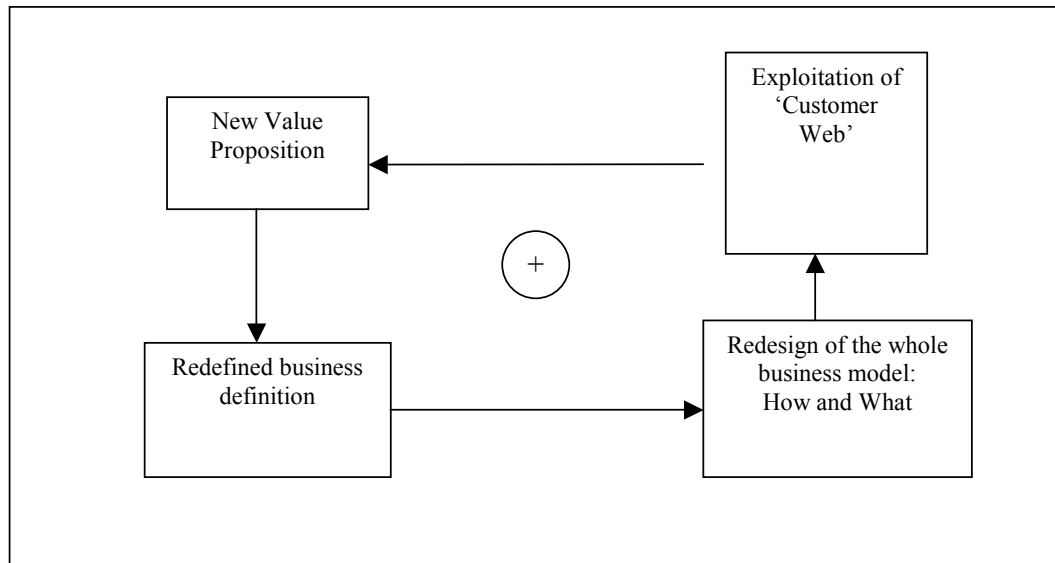 New Value
Proposition
Exploitation of
‘Customer
Web’
+
Redefined business
definition
Redesign of the whole
business model:
How and What